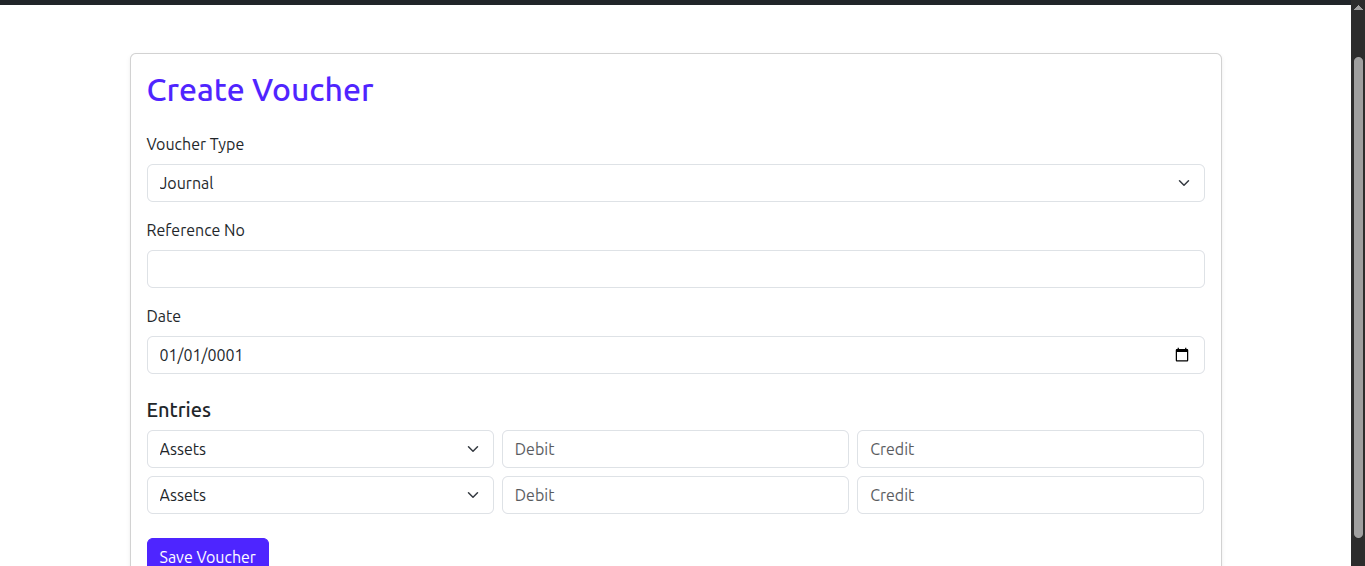 Create Voucher
Voucher Type
Journal
Reference No
Date
01/01/0001
Entries
Assets Debit Credit
Assets Debit Credit
Save Voucher